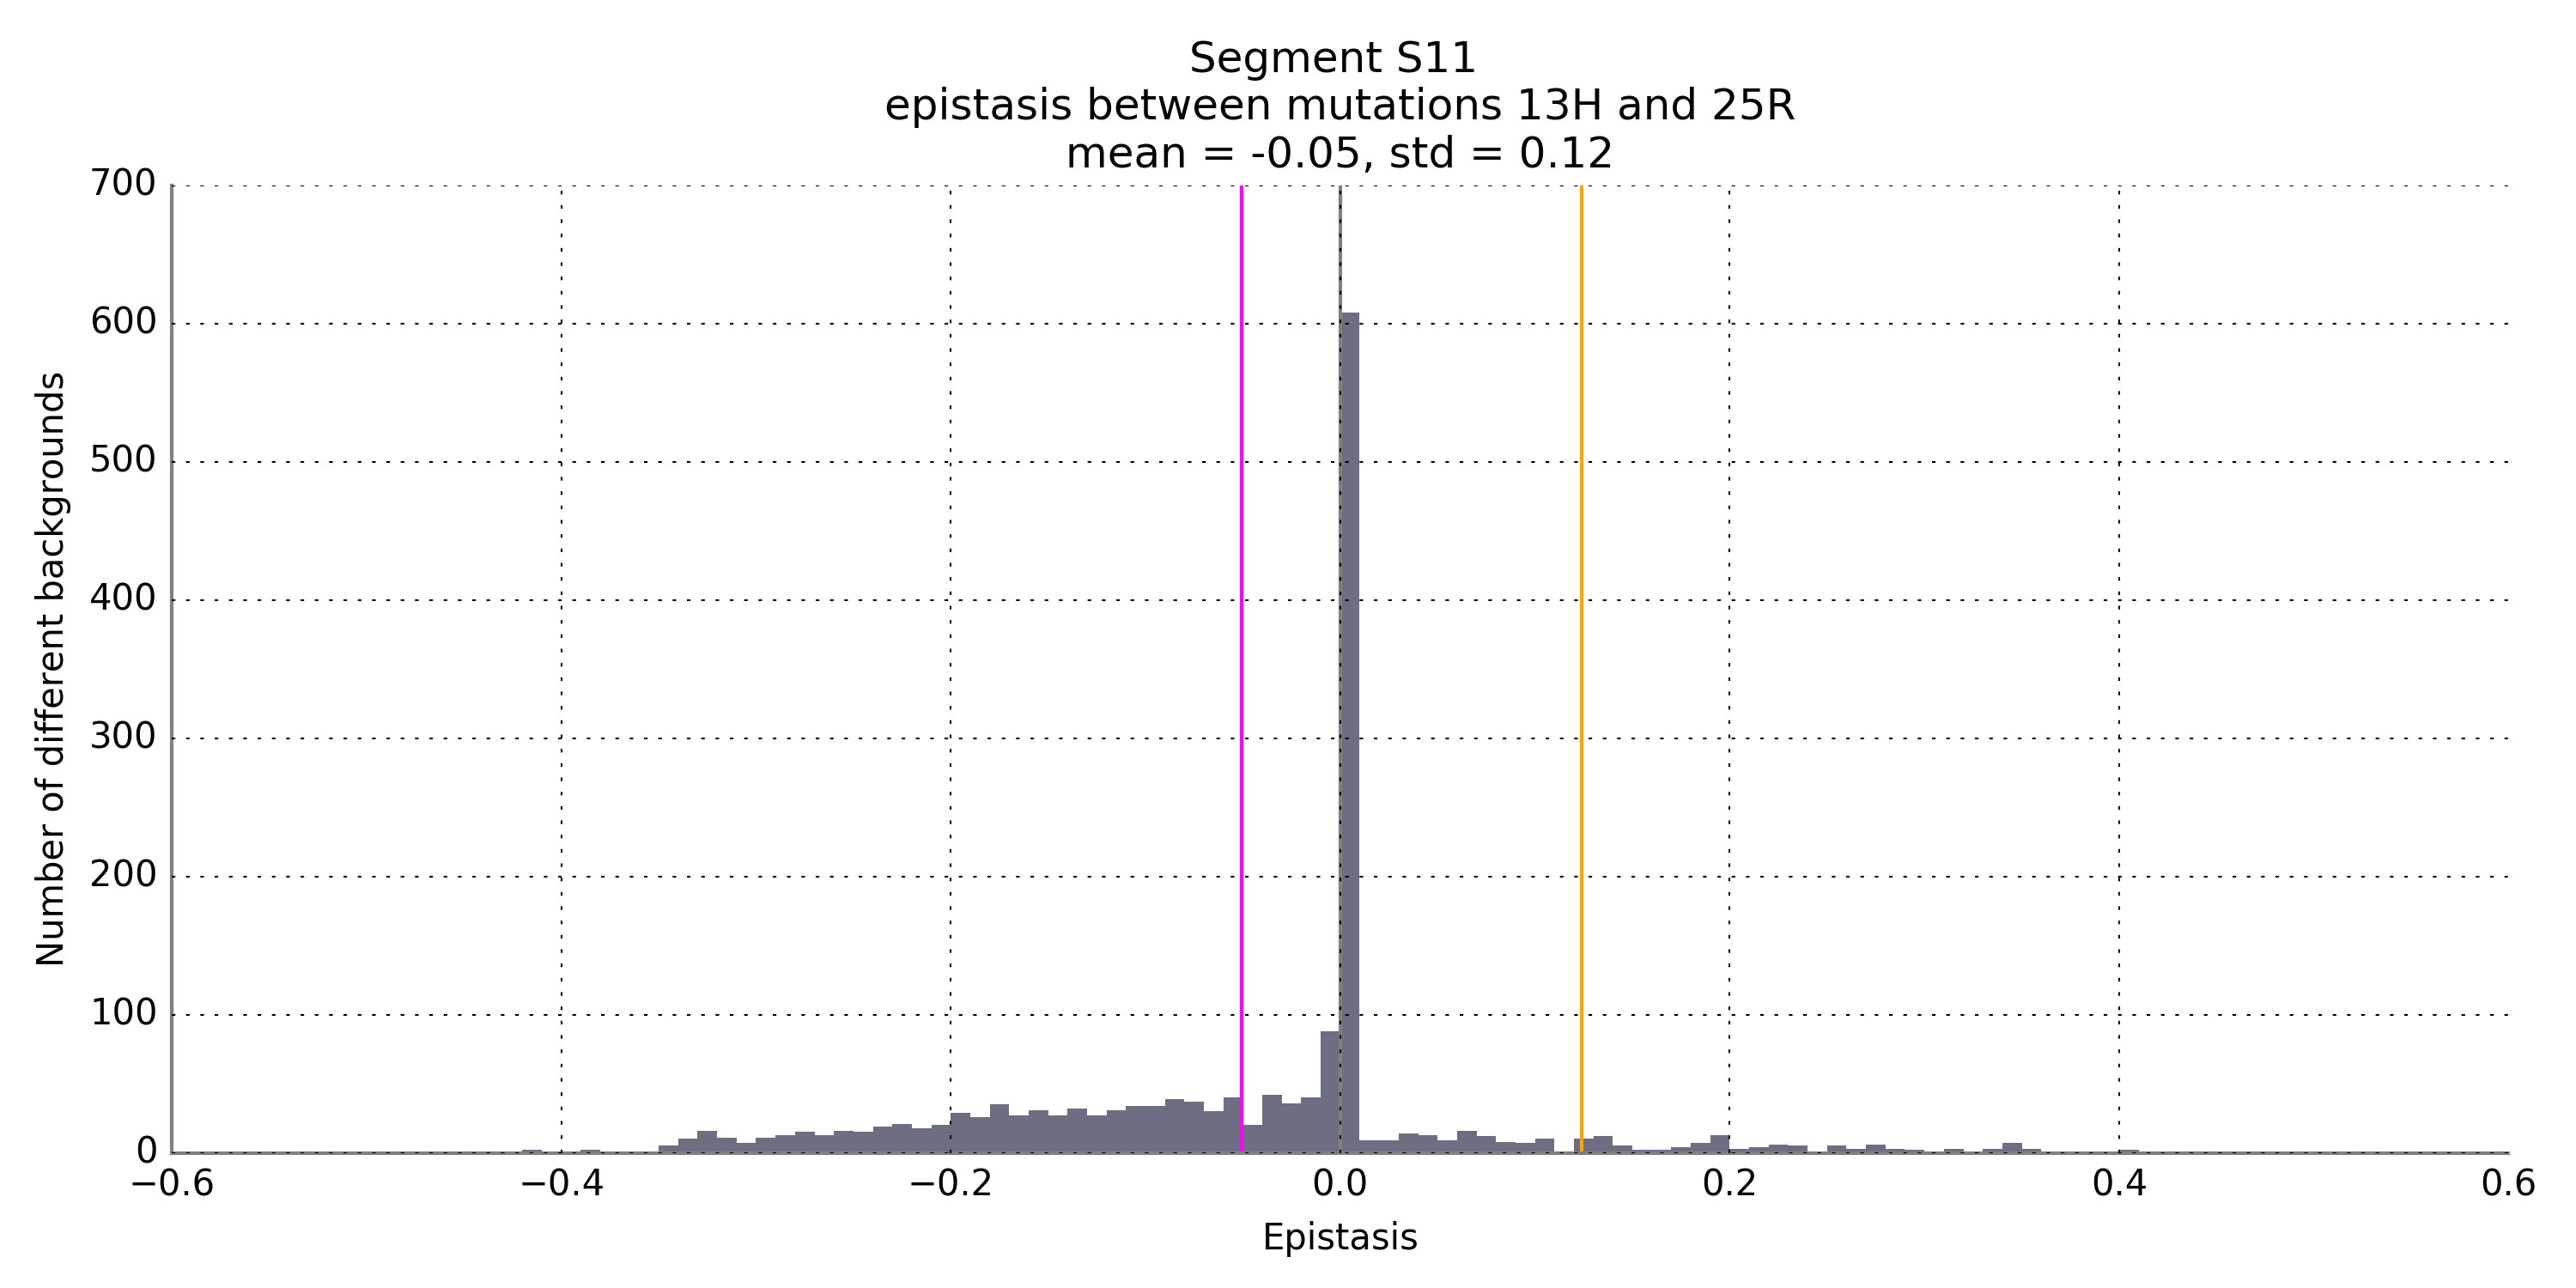 Segment S11
epistasis between mutations 13H and 25R
mean = -0.05, std = 0.12
700
600
500
400
300
200
100
0
Number of different backgrounds
−0.6 −0.4 −0.2 0.0 0.2 0.4 0.6
Epistasis